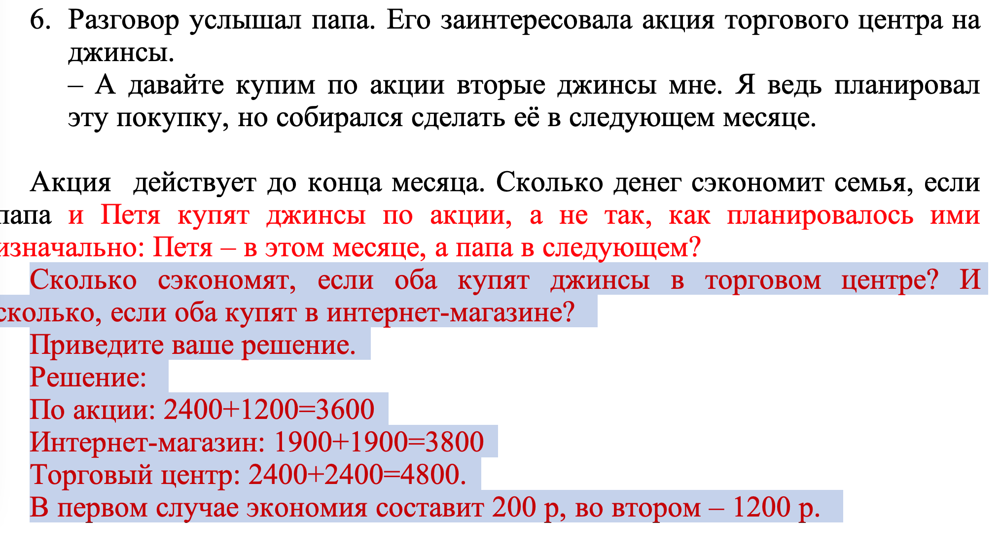 6. Разговор услышал папа. Его заинтересовала акция торгового центра на
джинсы.
– А давайте купим по акции вторые джинсы мне. Я ведь планировал
эту покупку, но собирался сделать её в следующем месяце.
Акция действует до конца месяца. Сколько денег сэкономит семья, если
папа и Петя купят джинсы по акции, а не так, как планировалось ими
изначально: Петя – в этом месяце, а папа в следующем?
Сколько сэкономят, если оба купят джинсы в торговом центре? И
сколько, если оба купят в интернет-магазине?
Приведите ваше решение.
Решение:
По акции: 2400+1200=3600
Интернет-магазин: 1900+1900=3800
Торговый центр: 2400+2400=4800.
В первом случае экономия составит 200 р, во втором – 1200 р.